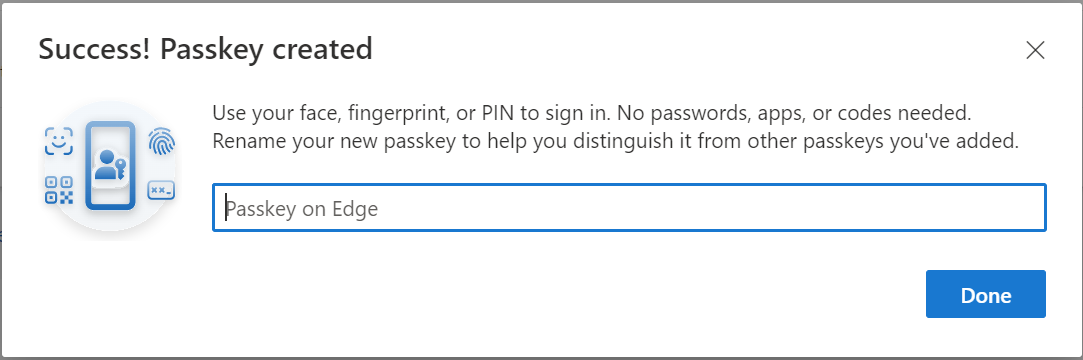 Success! Passkey created
Use your face, fingerprint, or PIN to sign in. No passwords, apps, or codes needed.
Rename your new passkey to help you distinguish it from other passkeys you've added.
Passkey on Edge
Done